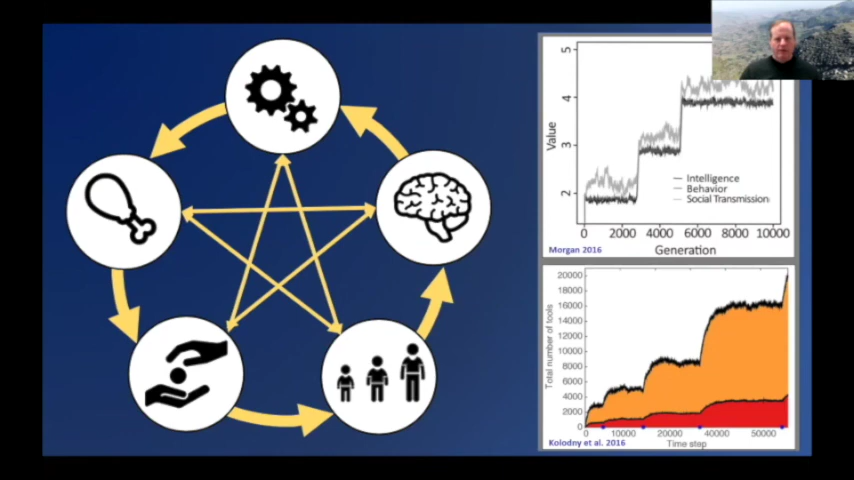 5
4
3
2
Value
Intelligence
Behavior
Social Transmission
0 2000 4000 6000 8000 10000
Generation
Morgan 2016
20000
18000
16000
14000
12000
10000
8000
6000
4000
2000
0
Total number of tools
10000 20000 40000 50000
Time step
Kolodny et al. 2016